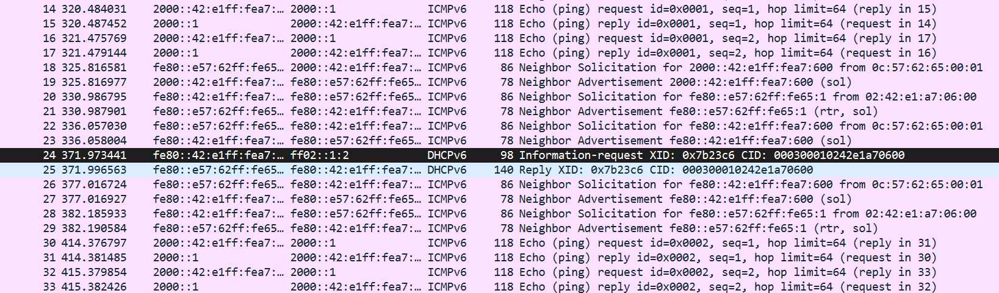 14 320.484031 2000::42:e1ff:fea7:… 2000::1 ICMPv6 118 Echo (ping) request id=0x0001, seq=1, hop limit=64 (reply in 15)
15 320.487452 2000::1 2000::42:e1ff:fea7:… ICMPv6 118 Echo (ping) reply id=0x0001, seq=1, hop limit=64 (request in 14)
16 321.475769 2000::42:e1ff:fea7:… 2000::1 ICMPv6 118 Echo (ping) request id=0x0001, seq=2, hop limit=64 (reply in 17)
17 321.479144 2000::1 2000::42:e1ff:fea7:… ICMPv6 118 Echo (ping) reply id=0x0001, seq=2, hop limit=64 (request in 16)
18 325.816581 fe80::e57:62ff:fe65… 2000::42:e1ff:fea7:… ICMPv6 86 Neighbor Solicitation for 2000::42:e1ff:fea7:600 from 0c:57:62:65:00:01
19 325.816977 2000::42:e1ff:fea7:… fe80::e57:62ff:fe65… ICMPv6 78 Neighbor Advertisement 2000::42:e1ff:fea7:600 (sol)
20 330.986795 fe80::42:e1ff:fea7:… fe80::e57:62ff:fe65… ICMPv6 86 Neighbor Solicitation for fe80::e57:62ff:fe65:1 from 02:42:e1:a7:06:00
21 330.987901 fe80::e57:62ff:fe65… fe80::42:e1ff:fea7:… ICMPv6 78 Neighbor Advertisement fe80::e57:62ff:fe65:1 (rtr, sol)
22 336.057030 fe80::e57:62ff:fe65… fe80::42:e1ff:fea7:… ICMPv6 86 Neighbor Solicitation for fe80::42:e1ff:fea7:600 from 0c:57:62:65:00:01
23 336.058004 fe80::42:e1ff:fea7:… fe80::e57:62ff:fe65… ICMPv6 78 Neighbor Advertisement fe80::42:e1ff:fea7:600 (sol)
24 371.973441 fe80::42:e1ff:fea7:… ff02::1:2 DHCPv6 98 Information-request XID: 0x7b23c6 CID: 000300010242e1a70600
25 371.996563 fe80::e57:62ff:fe65… fe80::42:e1ff:fea7:… DHCPv6 140 Reply XID: 0x7b23c6 CID: 000300010242e1a70600
26 377.016724 fe80::e57:62ff:fe65… fe80::42:e1ff:fea7:… ICMPv6 86 Neighbor Solicitation for fe80::42:e1ff:fea7:600 from 0c:57:62:65:00:01
27 377.016927 fe80::42:e1ff:fea7:… fe80::e57:62ff:fe65… ICMPv6 78 Neighbor Advertisement fe80::42:e1ff:fea7:600 (sol)
28 382.185933 fe80::42:e1ff:fea7:… fe80::e57:62ff:fe65… ICMPv6 86 Neighbor Solicitation for fe80::e57:62ff:fe65:1 from 02:42:e1:a7:06:00
29 382.190584 fe80::e57:62ff:fe65… fe80::42:e1ff:fea7:… ICMPv6 78 Neighbor Advertisement fe80::e57:62ff:fe65:1 (rtr, sol)
30 414.376797 2000::42:e1ff:fea7:… 2000::1 ICMPv6 118 Echo (ping) request id=0x0002, seq=1, hop limit=64 (reply in 31)
31 414.381485 2000::1 2000::42:e1ff:fea7:… ICMPv6 118 Echo (ping) reply id=0x0002, seq=1, hop limit=64 (request in 30)
32 415.379854 2000::42:e1ff:fea7:… 2000::1 ICMPv6 118 Echo (ping) request id=0x0002, seq=2, hop limit=64 (reply in 33)
33 415.382426 2000::1 2000::42:e1ff:fea7:… ICMPv6 118 Echo (ping) reply id=0x0002, seq=2, hop limit=64 (request in 32)